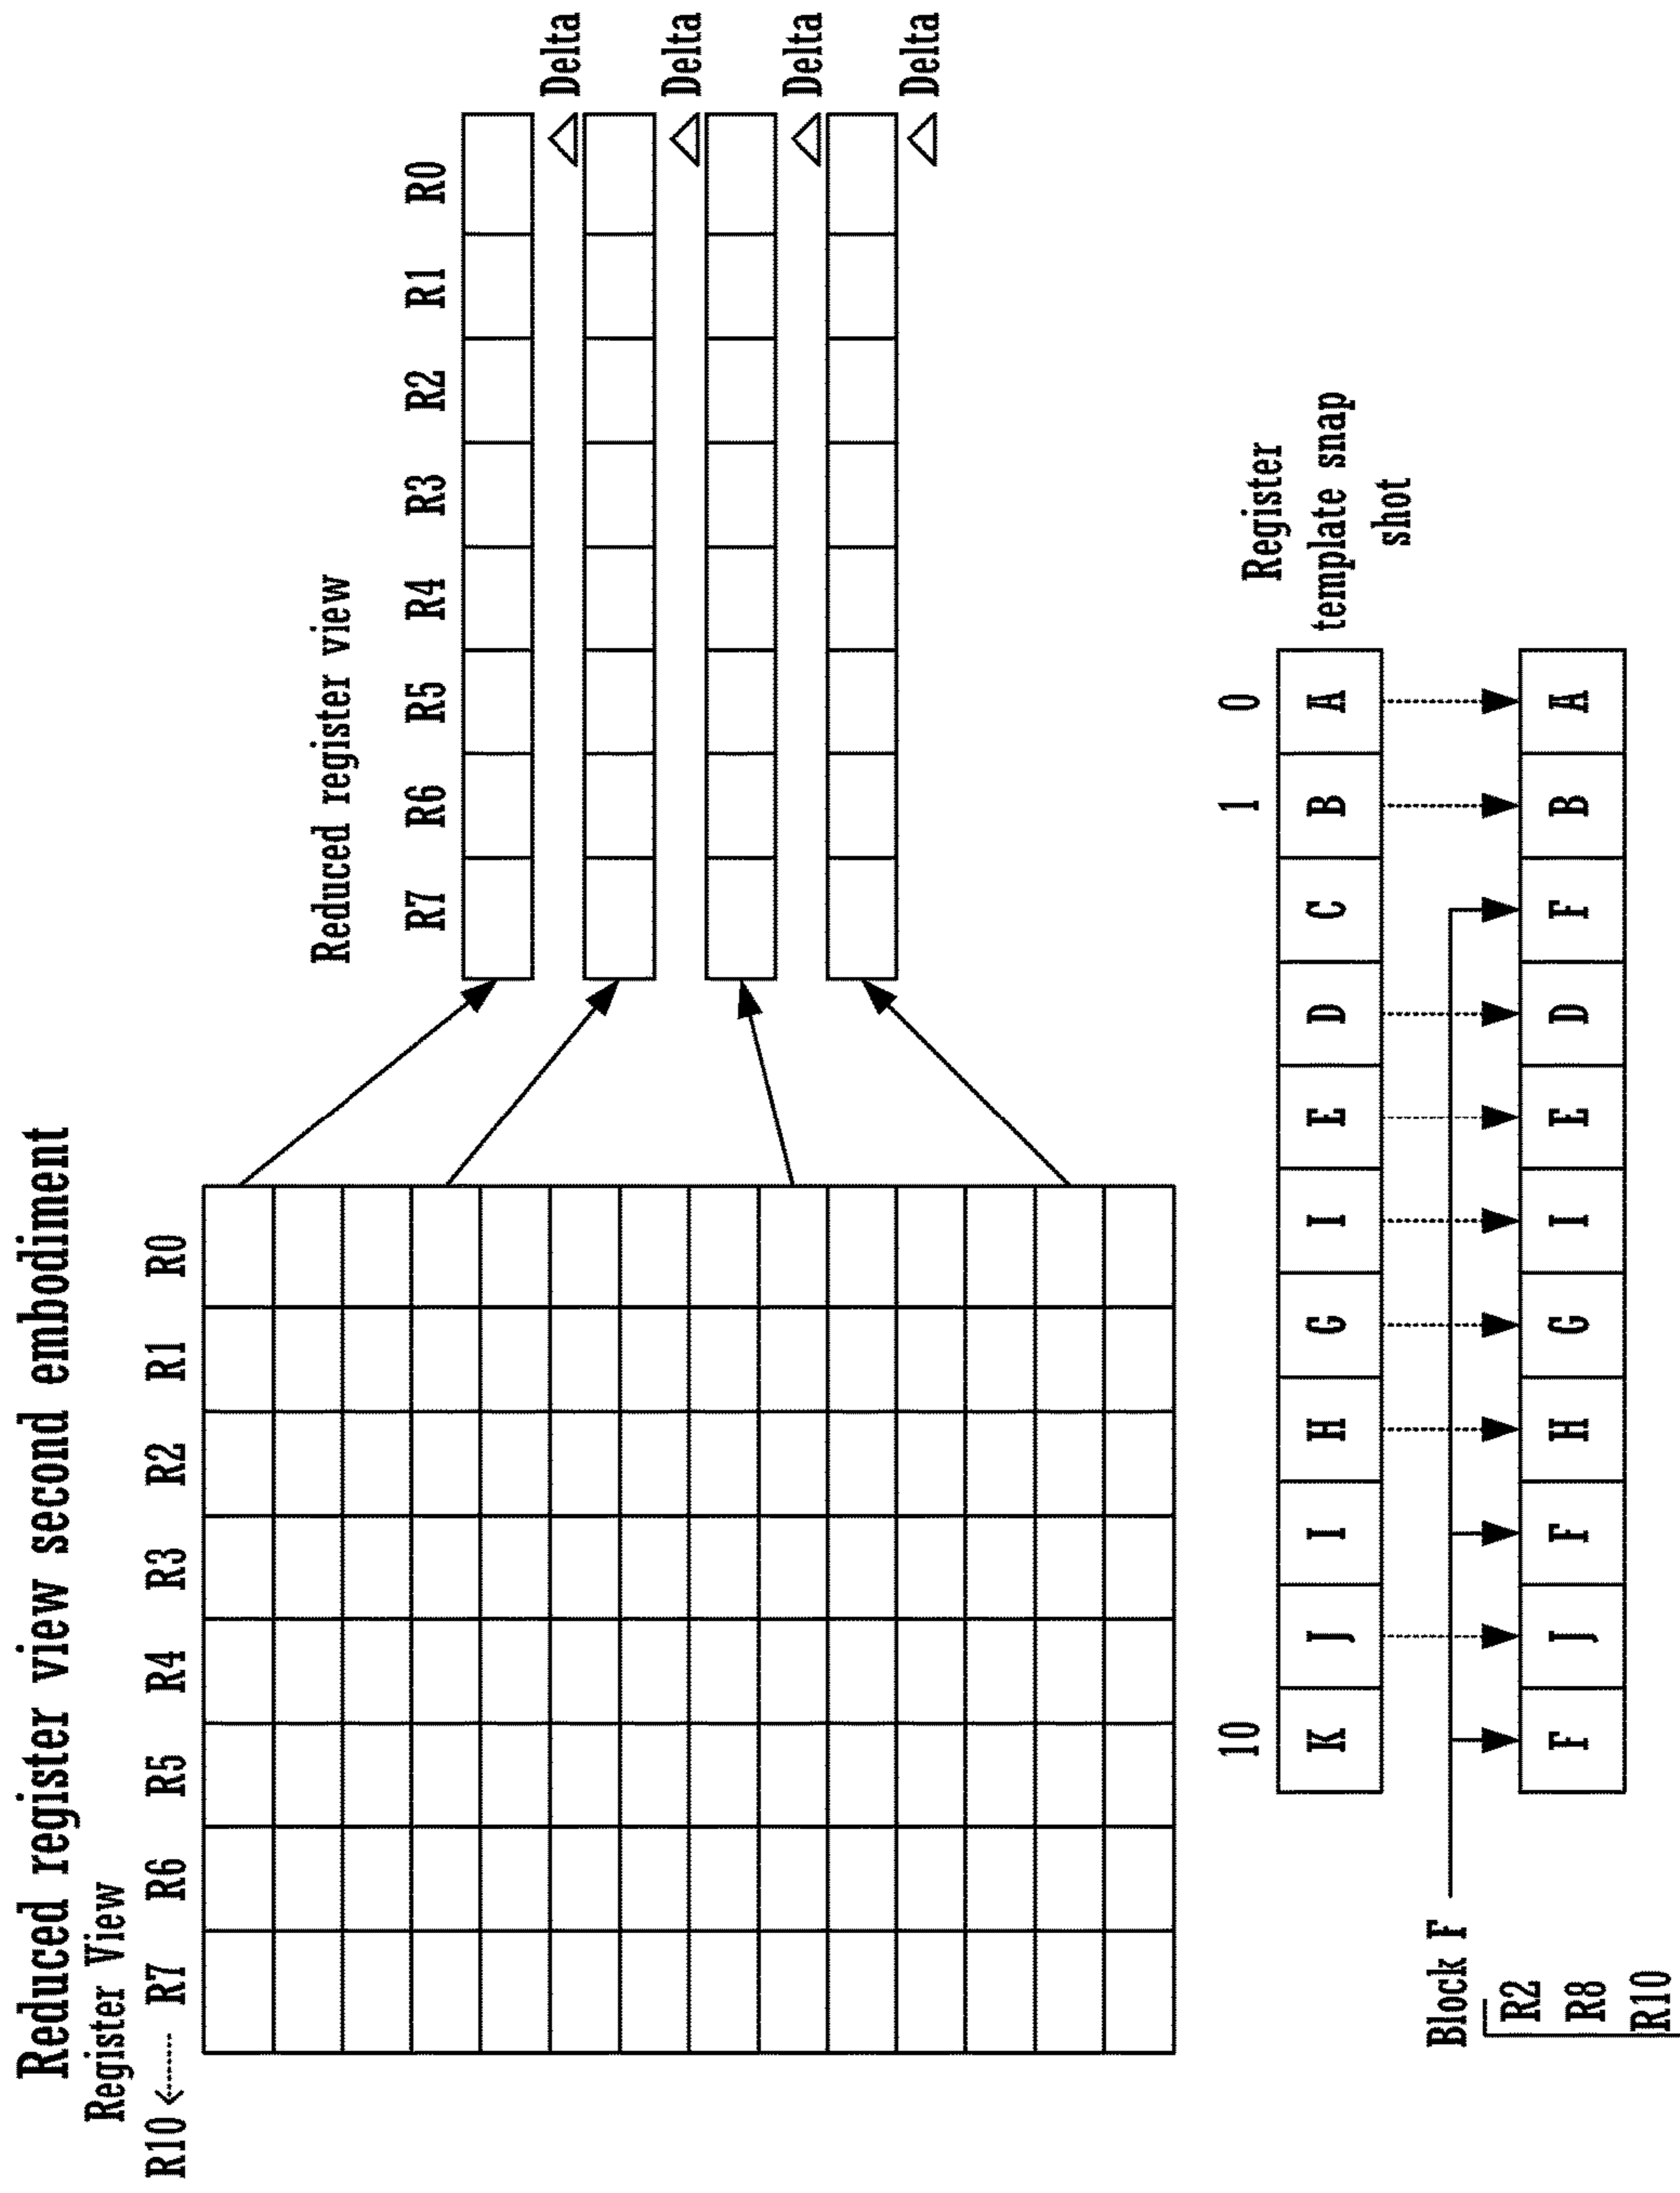 Reduced register view second embodiment
Register View
R10 R7 R6 R5 R4 R3 R2 R1 R0
Reduced register view
R7 R6 R5 R4 R3 R2 R1 R0
Delta
Delta
Delta
Delta
10 1 0
K J I H G I E D C B A
Register
template snap
shot
Block F
R2
R8
R10
F J F H G I E D F B A